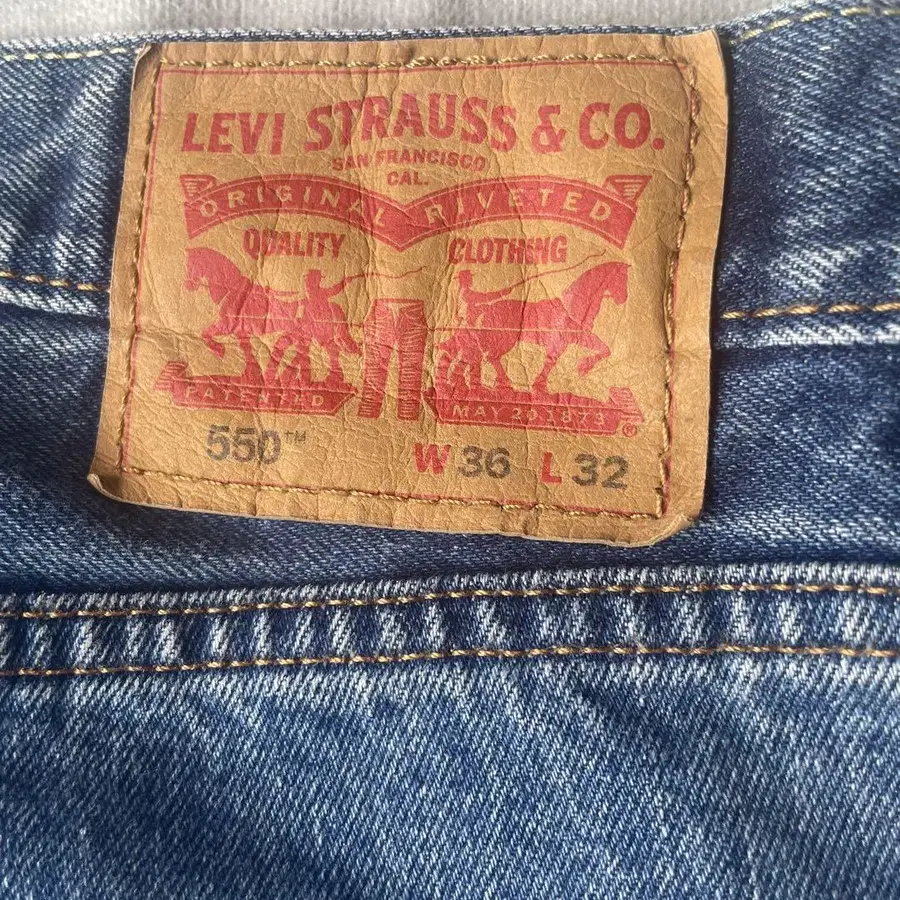 LEVI STRAUSS & CO.
SAN FRANCISCO
CAL.
ORIGINAL RIVETED
QUALITY CLOTHING
PATENTED MAY 20 1873 ®
550™ W 36 L 32